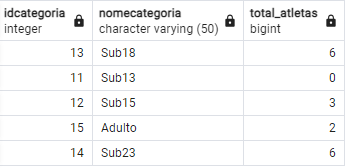 idcategoria nomecategoria total_atletas
integer character varying (50) bigint
13 Sub18 6
11 Sub13 0
12 Sub15 3
15 Adulto 2
14 Sub23 6